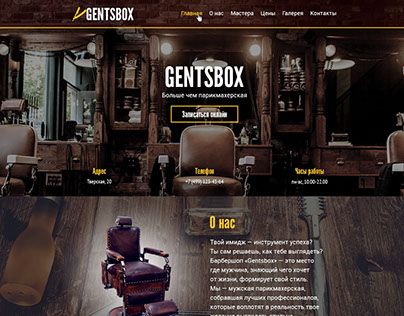 GENTSBOX
Главная О нас Мастера Цены Галерея Контакты
GENTSBOX
Больше чем парикмахерская
Записаться онлайн
Адрес Телефон Часы работы
Тверская, 20 +7 (499) 123-45-64 пн-вс, 10.00-22.00
О нас
Твой имидж — инструмент успеха?
Ты сам решаешь, как тебе выглядеть?
Барбершоп «Gentsbox» — это место
где мужчина, знающий чего хочет
от жизни, формирует свой стиль.
Мы — мужская парикмахерская,
собравшая лучших профессионалов,
которые воплотят в реальность твое